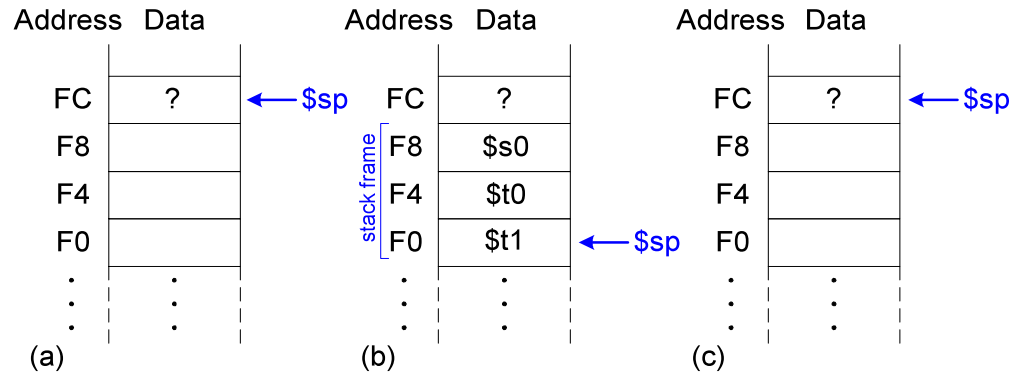 Address Data Address Data Address Data
FC ? $sp FC ? FC ? $sp
F8 F8 $s0 F8
F4 stack frame F4 $t0 F4
F0 F0 $t1 $sp F0
(a) (b) (c)